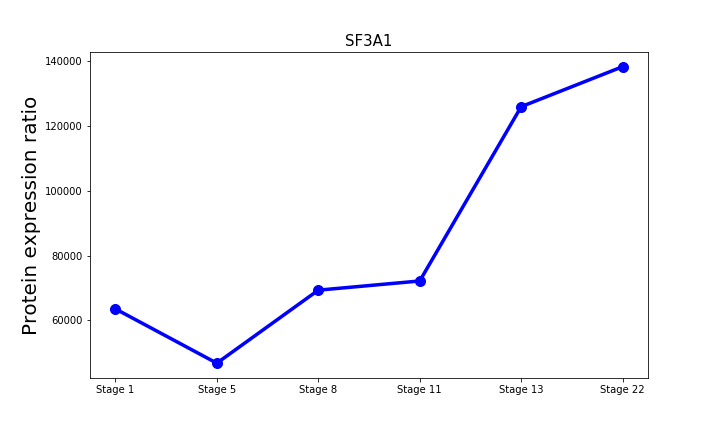 SF3A1
Protein expression ratio
140000
120000
100000
80000
60000
Stage 1 Stage 5 Stage 8 Stage 11 Stage 13 Stage 22